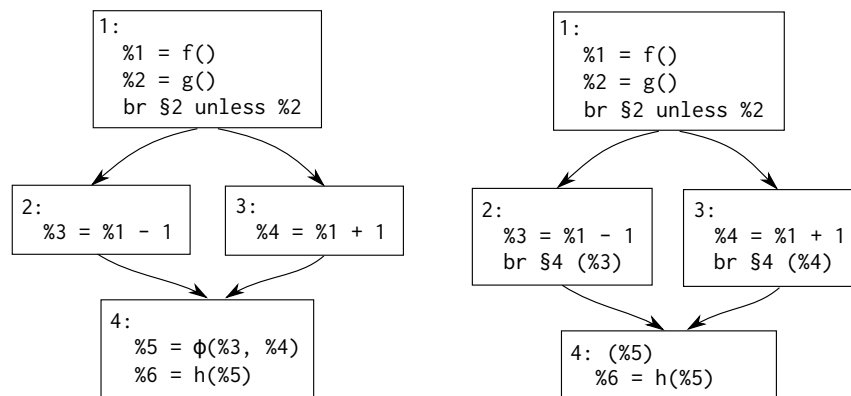 1:
%1 = f()
%2 = g()
br §2 unless %2
2:
%3 = %1 - 1
3:
%4 = %1 + 1
4:
%5 = ϕ(%3, %4)
%6 = h(%5)
1:
%1 = f()
%2 = g()
br §2 unless %2
2:
%3 = %1 - 1
br §4 (%3)
3:
%4 = %1 + 1
br §4 (%4)
4: (%5)
%6 = h(%5)